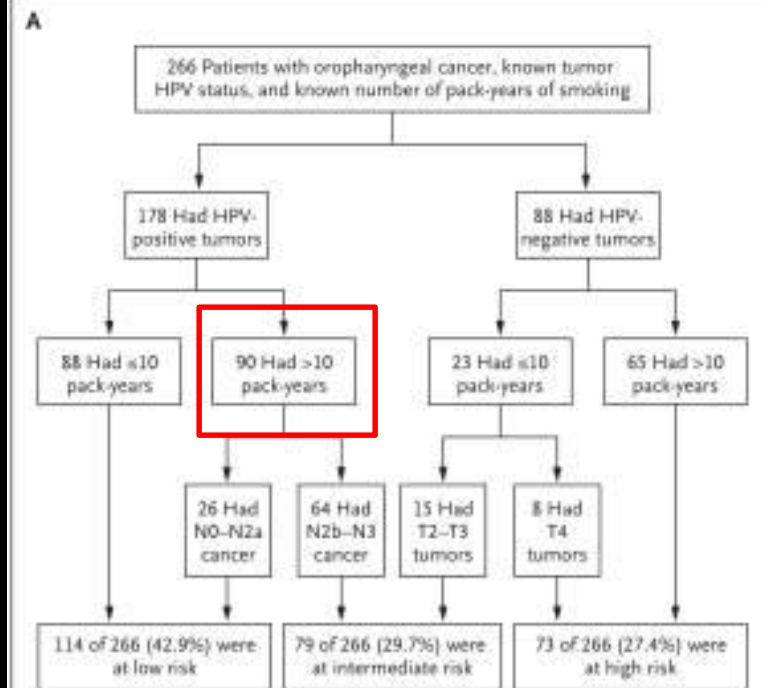 A
266 Patients with oropharyngeal cancer, known tumor
HPV status, and known number of pack-years of smoking
178 Had HPV-
positive tumors
88 Had HPV-
negative tumors
88 Had ≤10
pack-years
90 Had >10
pack-years
23 Had ≤10
pack-years
65 Had >10
pack-years
26 Had
N0–N2a
cancer
64 Had
N2b–N3
cancer
15 Had
T2–T3
tumors
8 Had
T4
tumors
114 of 266 (42.9%) were
at low risk
79 of 266 (29.7%) were
at intermediate risk
73 of 266 (27.4%) were
at high risk